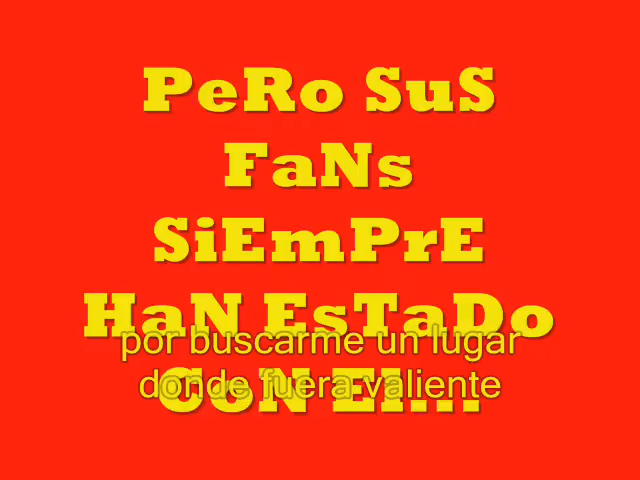 PeRo SuS
FaNs
SiEmPrE
HaN EsTaDo
por buscarme un lugar
donde fuera valiente
CoN El...